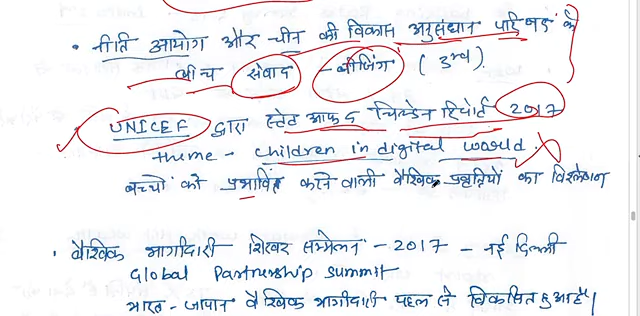 • नीति आयोग और चीन की विकास अनुसंधान परिषद के
बीच संवाद - बीजिंग (3rd)
UNICEF द्वारा स्टेट ऑफ द चिल्ड्रेन रिपोर्ट 2017
theme - children in digital world.
बच्चों को प्रभावित करने वाली वैश्विक प्रवृत्तियों का विश्लेषण
• वैश्विक भागीदारी शिखर सम्मेलन - 2017 - नई दिल्ली
Global Partnership Summit
भारत - जापान वैश्विक भागीदारी पहल से विकसित हुआ है।